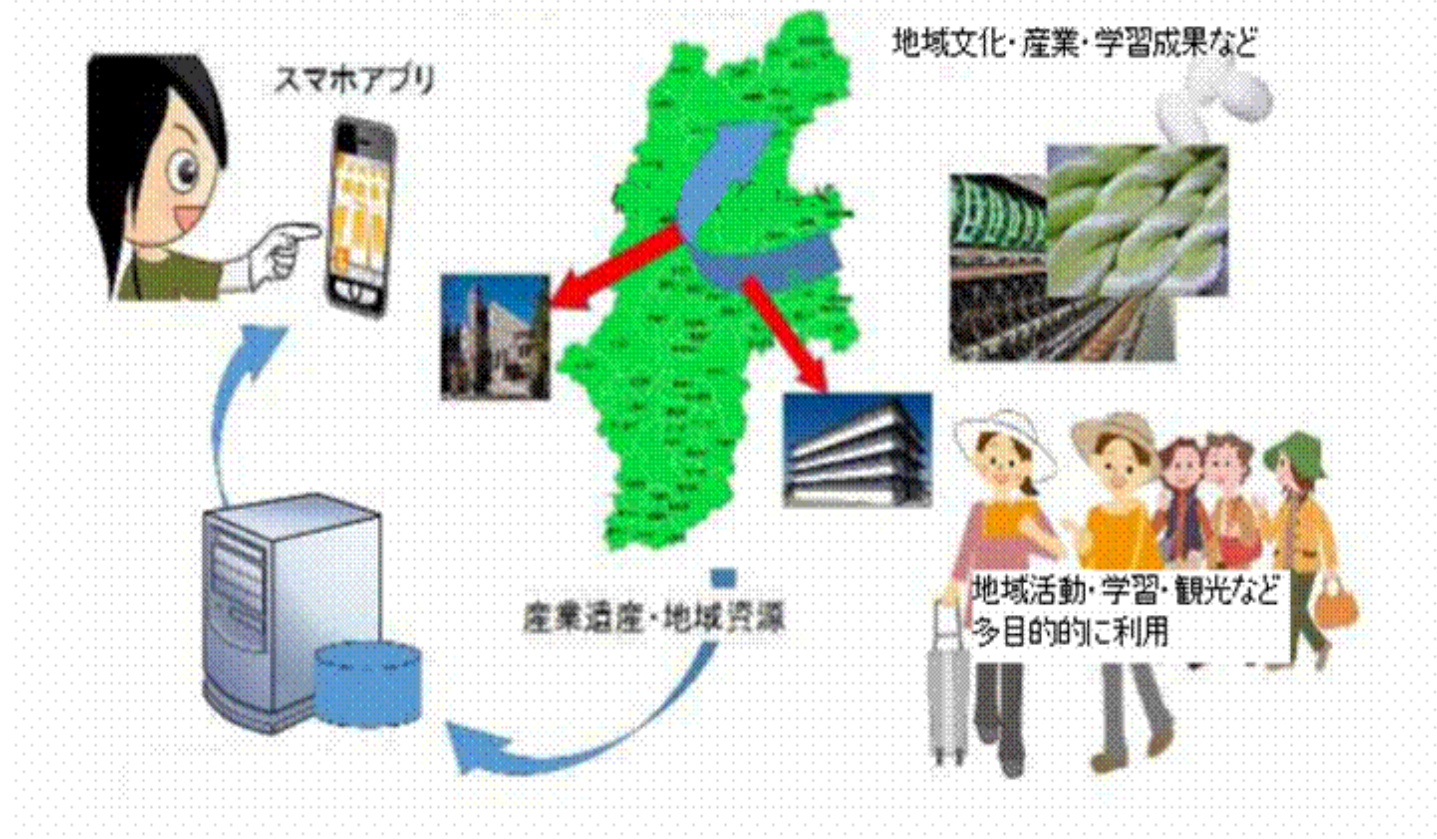 地域文化・産業・学習成果など
スマホアプリ
産業遺産・地域資源
地域活動・学習・観光など
多目的的に利用